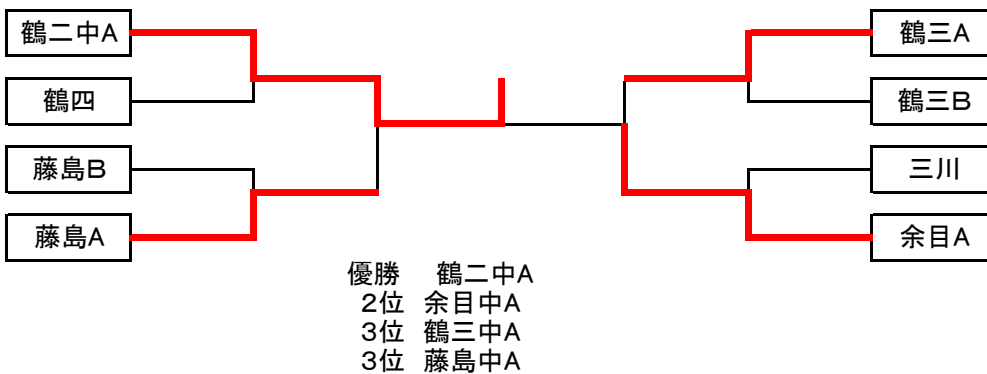 鶴二中A
鶴四
藤島B
藤島A
鶴三A
鶴三B
三川
余目A
優勝 鶴二中A
2位 余目中A
3位 鶴三中A
3位 藤島中A